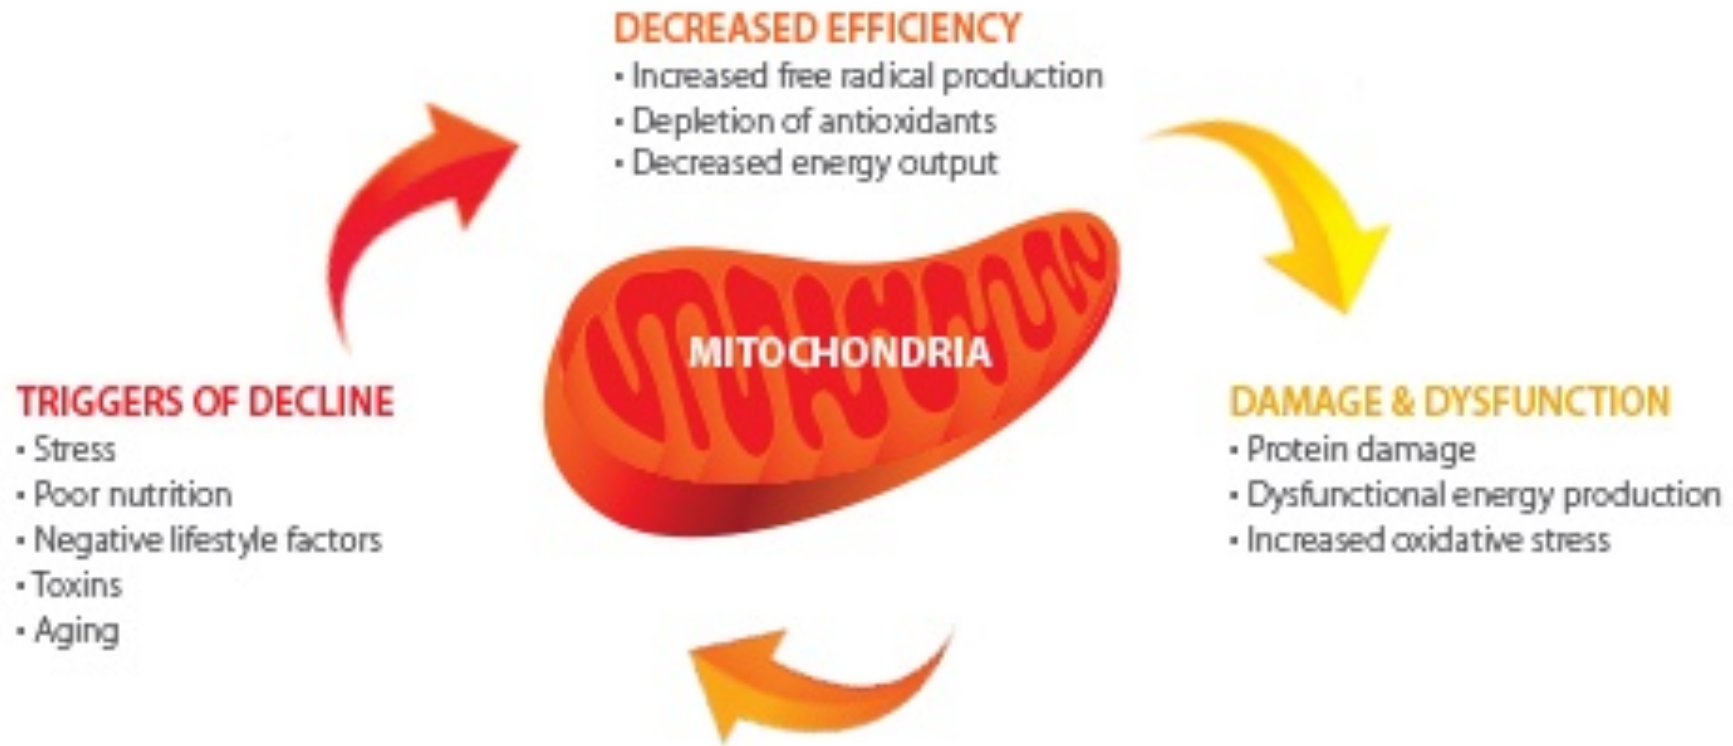 DECREASED EFFICIENCY
• Increased free radical production
• Depletion of antioxidants
• Decreased energy output
MITOCHONDRIA
TRIGGERS OF DECLINE
• Stress
• Poor nutrition
• Negative lifestyle factors
• Toxins
• Aging
DAMAGE & DYSFUNCTION
• Protein damage
• Dysfunctional energy production
• Increased oxidative stress